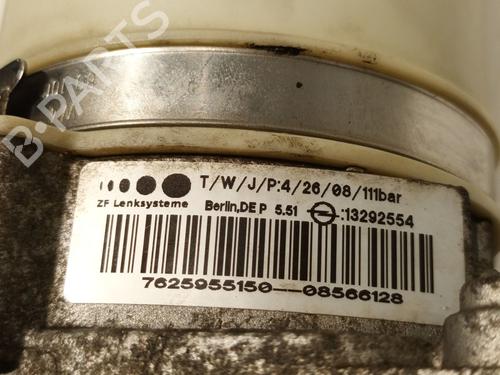 T/W/J/P:4/26/08/111bar
ZF Lenksysteme Berlin,DE P 5.51 :13292554
7625955150--08566128
B-PARTS